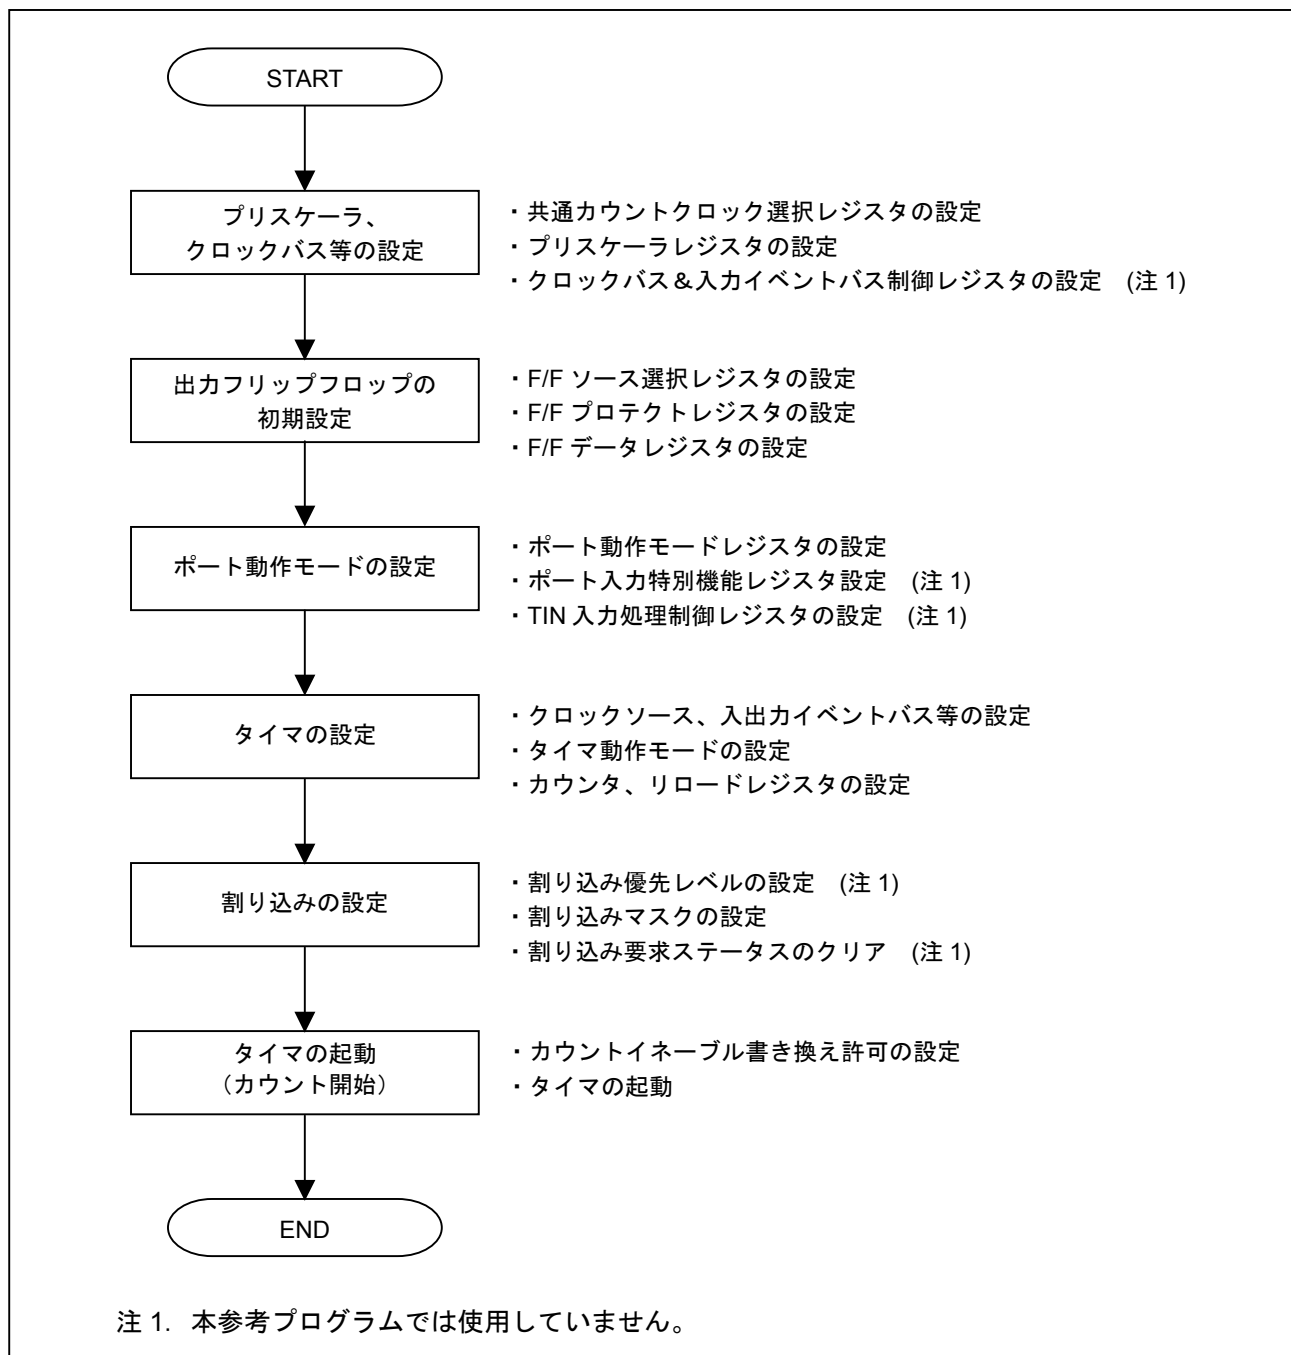 START
プリスケーラ、
クロックバス等の設定
・共通カウントクロック選択レジスタの設定
・プリスケーラレジスタの設定
・クロックバス＆入力イベントバス制御レジスタの設定 (注 1)
出力フリップフロップの
初期設定
・F/F ソース選択レジスタの設定
・F/F プロテクトレジスタの設定
・F/F データレジスタの設定
ポート動作モードの設定
・ポート動作モードレジスタの設定
・ポート入力特別機能レジスタ設定 (注 1)
・TIN 入力処理制御レジスタの設定 (注 1)
タイマの設定
・クロックソース、入出力イベントバス等の設定
・タイマ動作モードの設定
・カウンタ、リロードレジスタの設定
割り込みの設定
・割り込み優先レベルの設定 (注 1)
・割り込みマスクの設定
・割り込み要求ステータスのクリア (注 1)
タイマの起動
（カウント開始）
・カウントイネーブル書き換え許可の設定
・タイマの起動
END
注 1. 本参考プログラムでは使用していません。